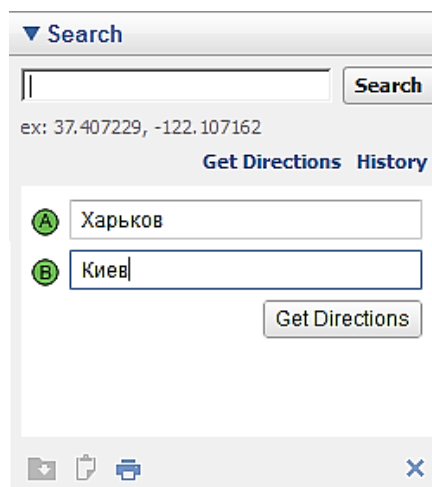 Search
Search
ex: 37.407229, -122.107162
Get Directions History
A Харьков
B Киев
Get Directions